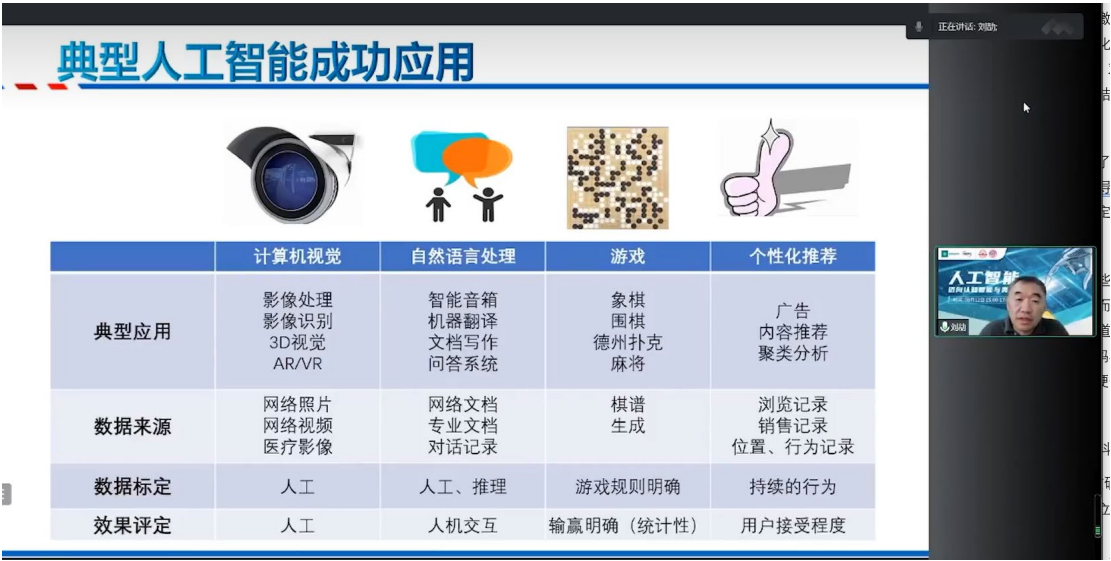 典型人工智能成功应用
正在讲话: 刘劼;
计算机视觉 自然语言处理 游戏 个性化推荐
典型应用
影像处理
影像识别
3D视觉
AR/VR
智能音箱
机器翻译
文档写作
问答系统
象棋
围棋
德州扑克
麻将
广告
内容推荐
聚类分析
数据来源
网络照片
网络视频
医疗影像
网络文档
专业文档
对话记录
棋谱
生成
浏览记录
销售记录
位置、行为记录
数据标定 人工 人工、推理 游戏规则明确 持续的行为
效果评定 人工 人机交互 输赢明确（统计性） 用户接受程度
人工智能
刘劼